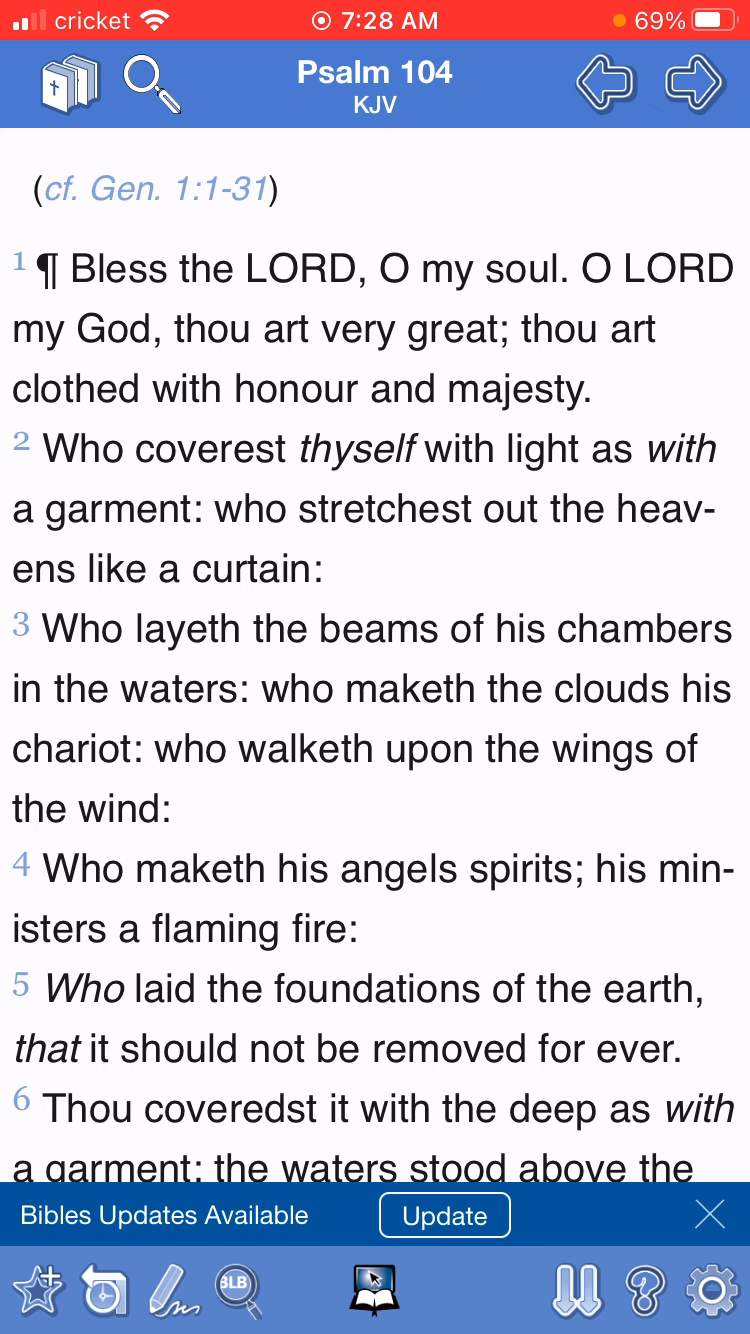 cricket 7:28 AM 69%
Psalm 104
KJV
(cf. Gen. 1:1-31)
1 ¶ Bless the LORD, O my soul. O LORD
my God, thou art very great; thou art
clothed with honour and majesty.
2 Who coverest thyself with light as with
a garment: who stretchest out the heav-
ens like a curtain:
3 Who layeth the beams of his chambers
in the waters: who maketh the clouds his
chariot: who walketh upon the wings of
the wind:
4 Who maketh his angels spirits; his min-
isters a flaming fire:
5 Who laid the foundations of the earth,
that it should not be removed for ever.
6 Thou coveredst it with the deep as with
a garment: the waters stood above the
Bibles Updates Available Update
BLB